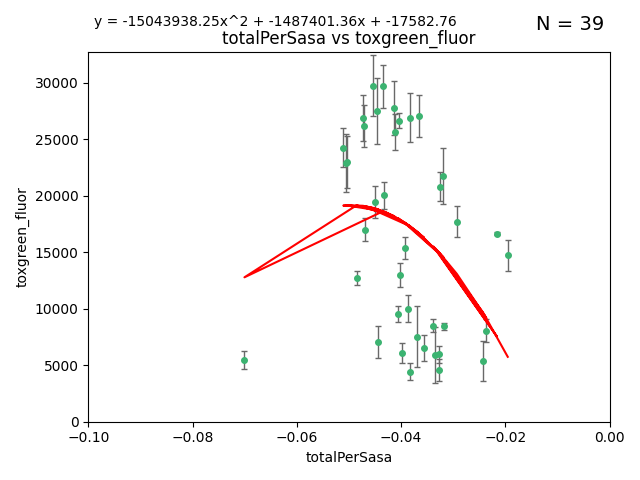 y = -15043938.25x^2 + -1487401.36x + -17582.76
N = 39
totalPerSasa vs toxgreen_fluor
30000
25000
20000
15000
10000
5000
0
toxgreen_fluor
−0.10
−0.08
−0.06
−0.04
−0.02
0.00
totalPerSasa